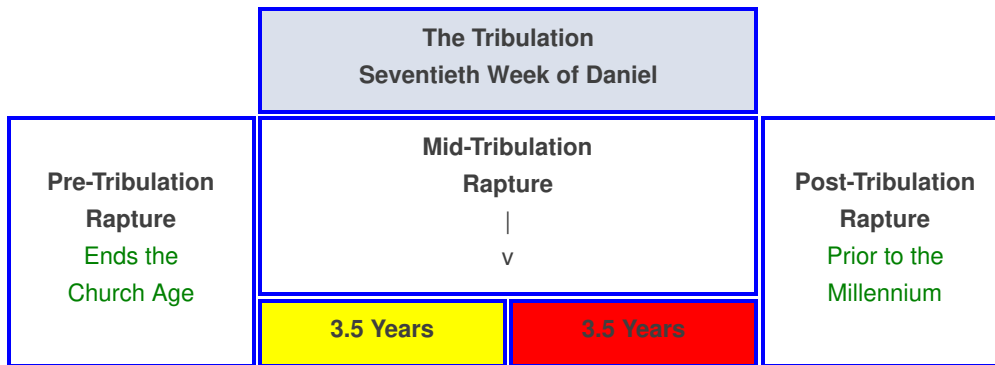 The Tribulation
Seventieth Week of Daniel
Pre-Tribulation
Rapture
Ends the
Church Age
Mid-Tribulation
Rapture
|
v
3.5 Years
3.5 Years
Post-Tribulation
Rapture
Prior to the
Millennium